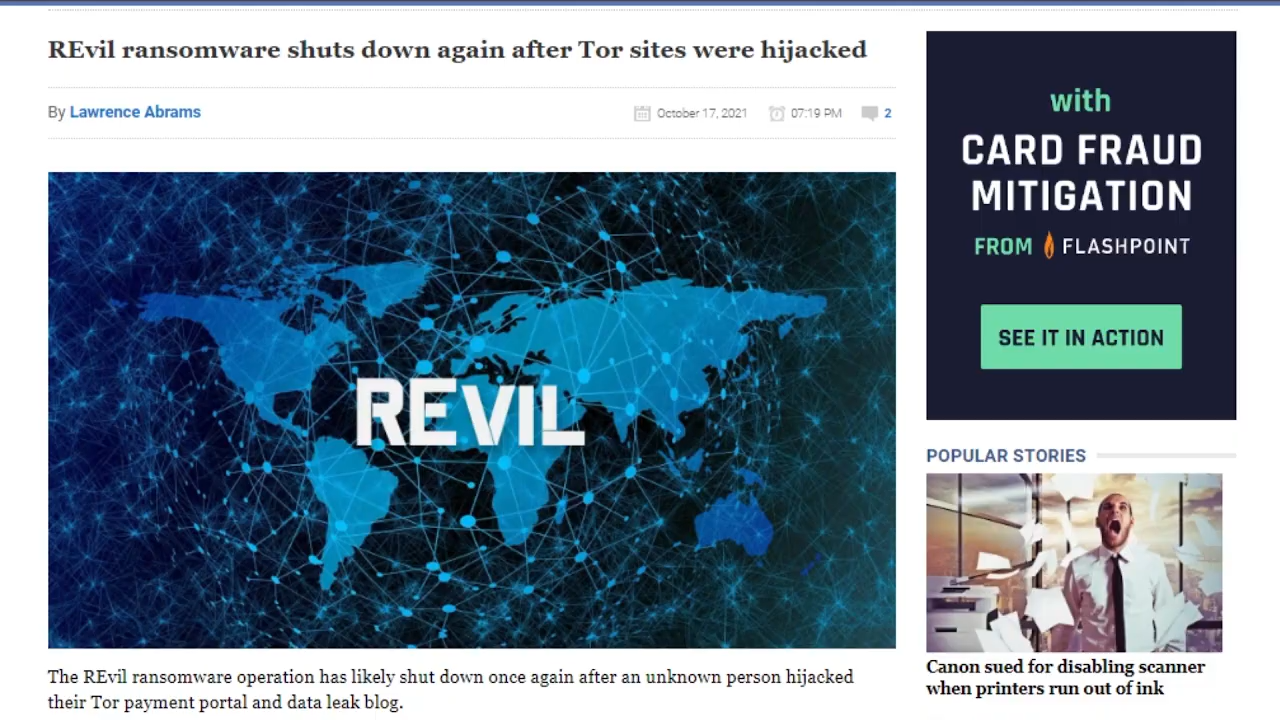 REvil ransomware shuts down again after Tor sites were hijacked
By Lawrence Abrams
October 17, 2021
07:19 PM
2
REVIL
The REvil ransomware operation has likely shut down once again after an unknown person hijacked
their Tor payment portal and data leak blog.
with
CARD FRAUD
MITIGATION
FROM FLASHPOINT
SEE IT IN ACTION
POPULAR STORIES
Canon sued for disabling scanner
when printers run out of ink